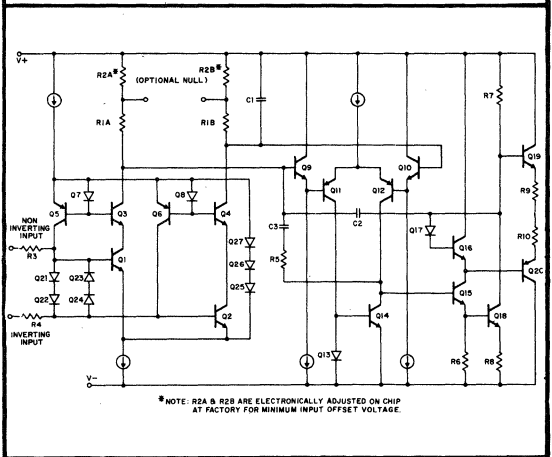 V+
R2A*
R2B*
(OPTIONAL NULL)
C1
R7
R1A
R1B
Q9
Q10
Q19
Q11
Q12
Q7
Q8
R9
Q5
Q3
Q6
Q4
NON
INVERTING
INPUT
C3
C2
Q17
Q16
R10
R3
Q27
R5
Q1
Q26
Q2C
Q21
Q23
Q25
Q15
Q22
Q24
Q14
Q18
R4
Q2
Q13
INVERTING
INPUT
R6
R8
V-
*NOTE: R2A & R2B ARE ELECTRONICALLY ADJUSTED ON CHIP
AT FACTORY FOR MINIMUM INPUT OFFSET VOLTAGE.